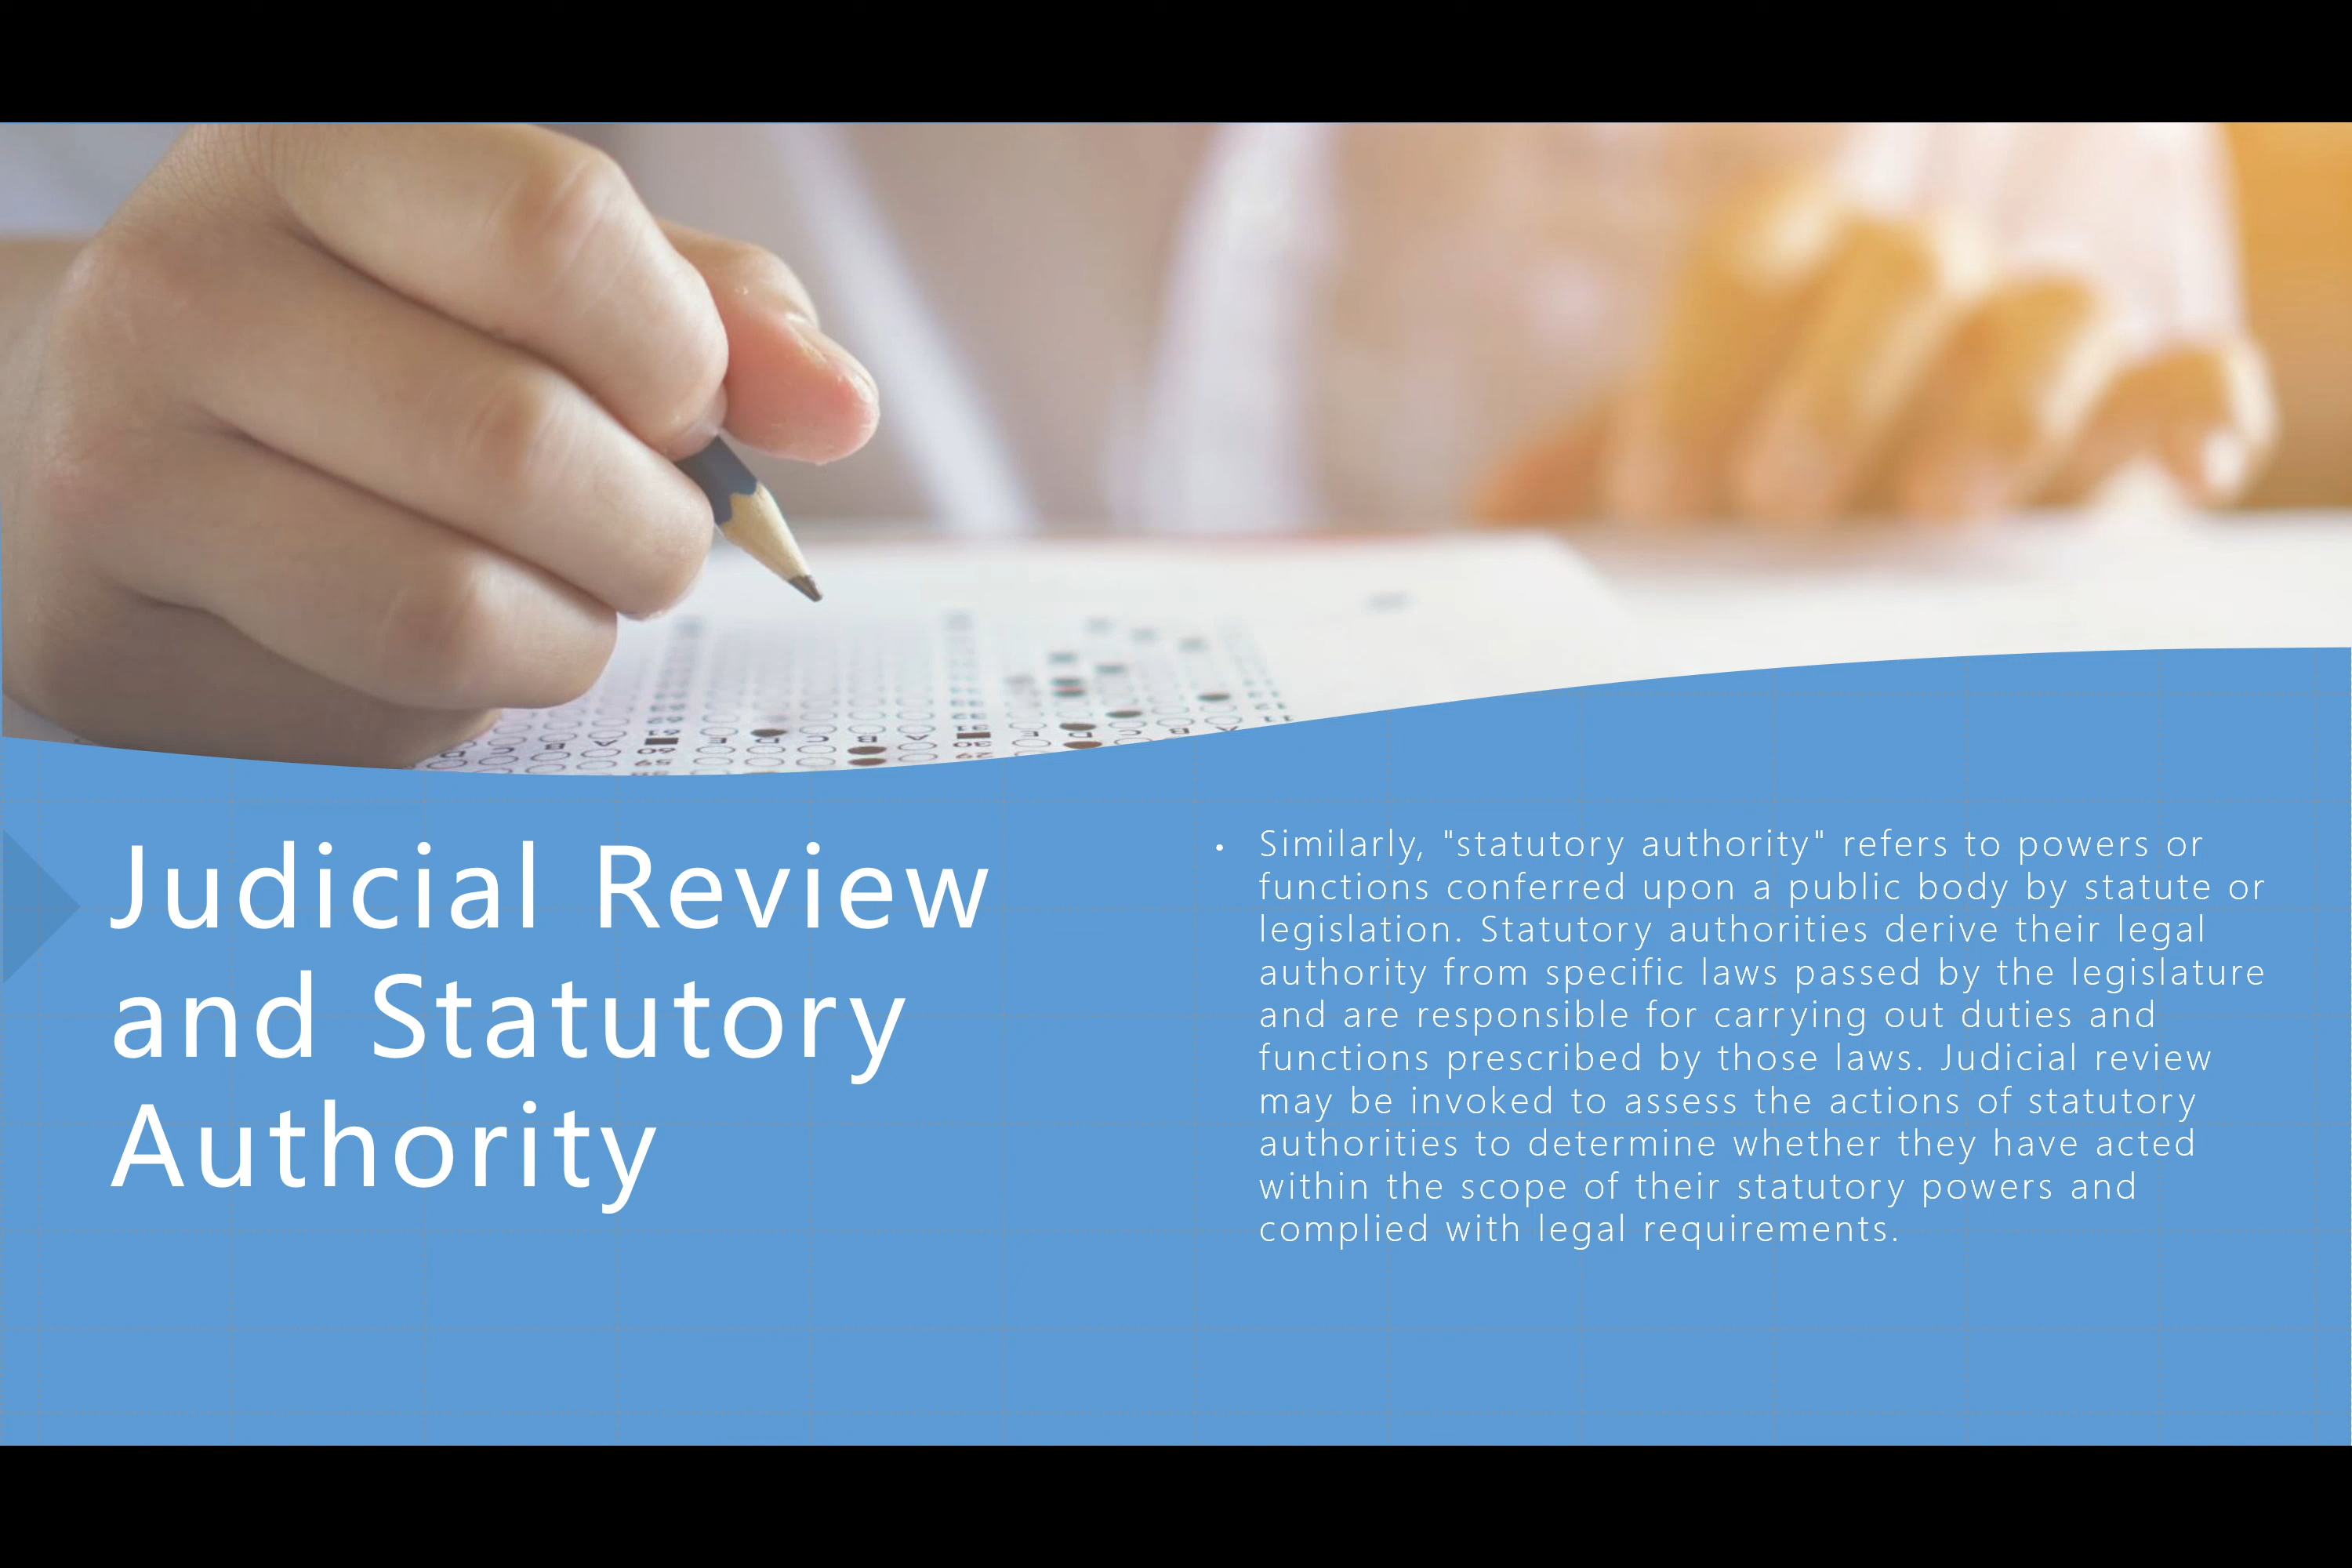 Judicial Review
and Statutory
Authority
• Similarly, "statutory authority" refers to powers or
functions conferred upon a public body by statute or
legislation. Statutory authorities derive their legal
authority from specific laws passed by the legislature
and are responsible for carrying out duties and
functions prescribed by those laws. Judicial review
may be invoked to assess the actions of statutory
authorities to determine whether they have acted
within the scope of their statutory powers and
complied with legal requirements.